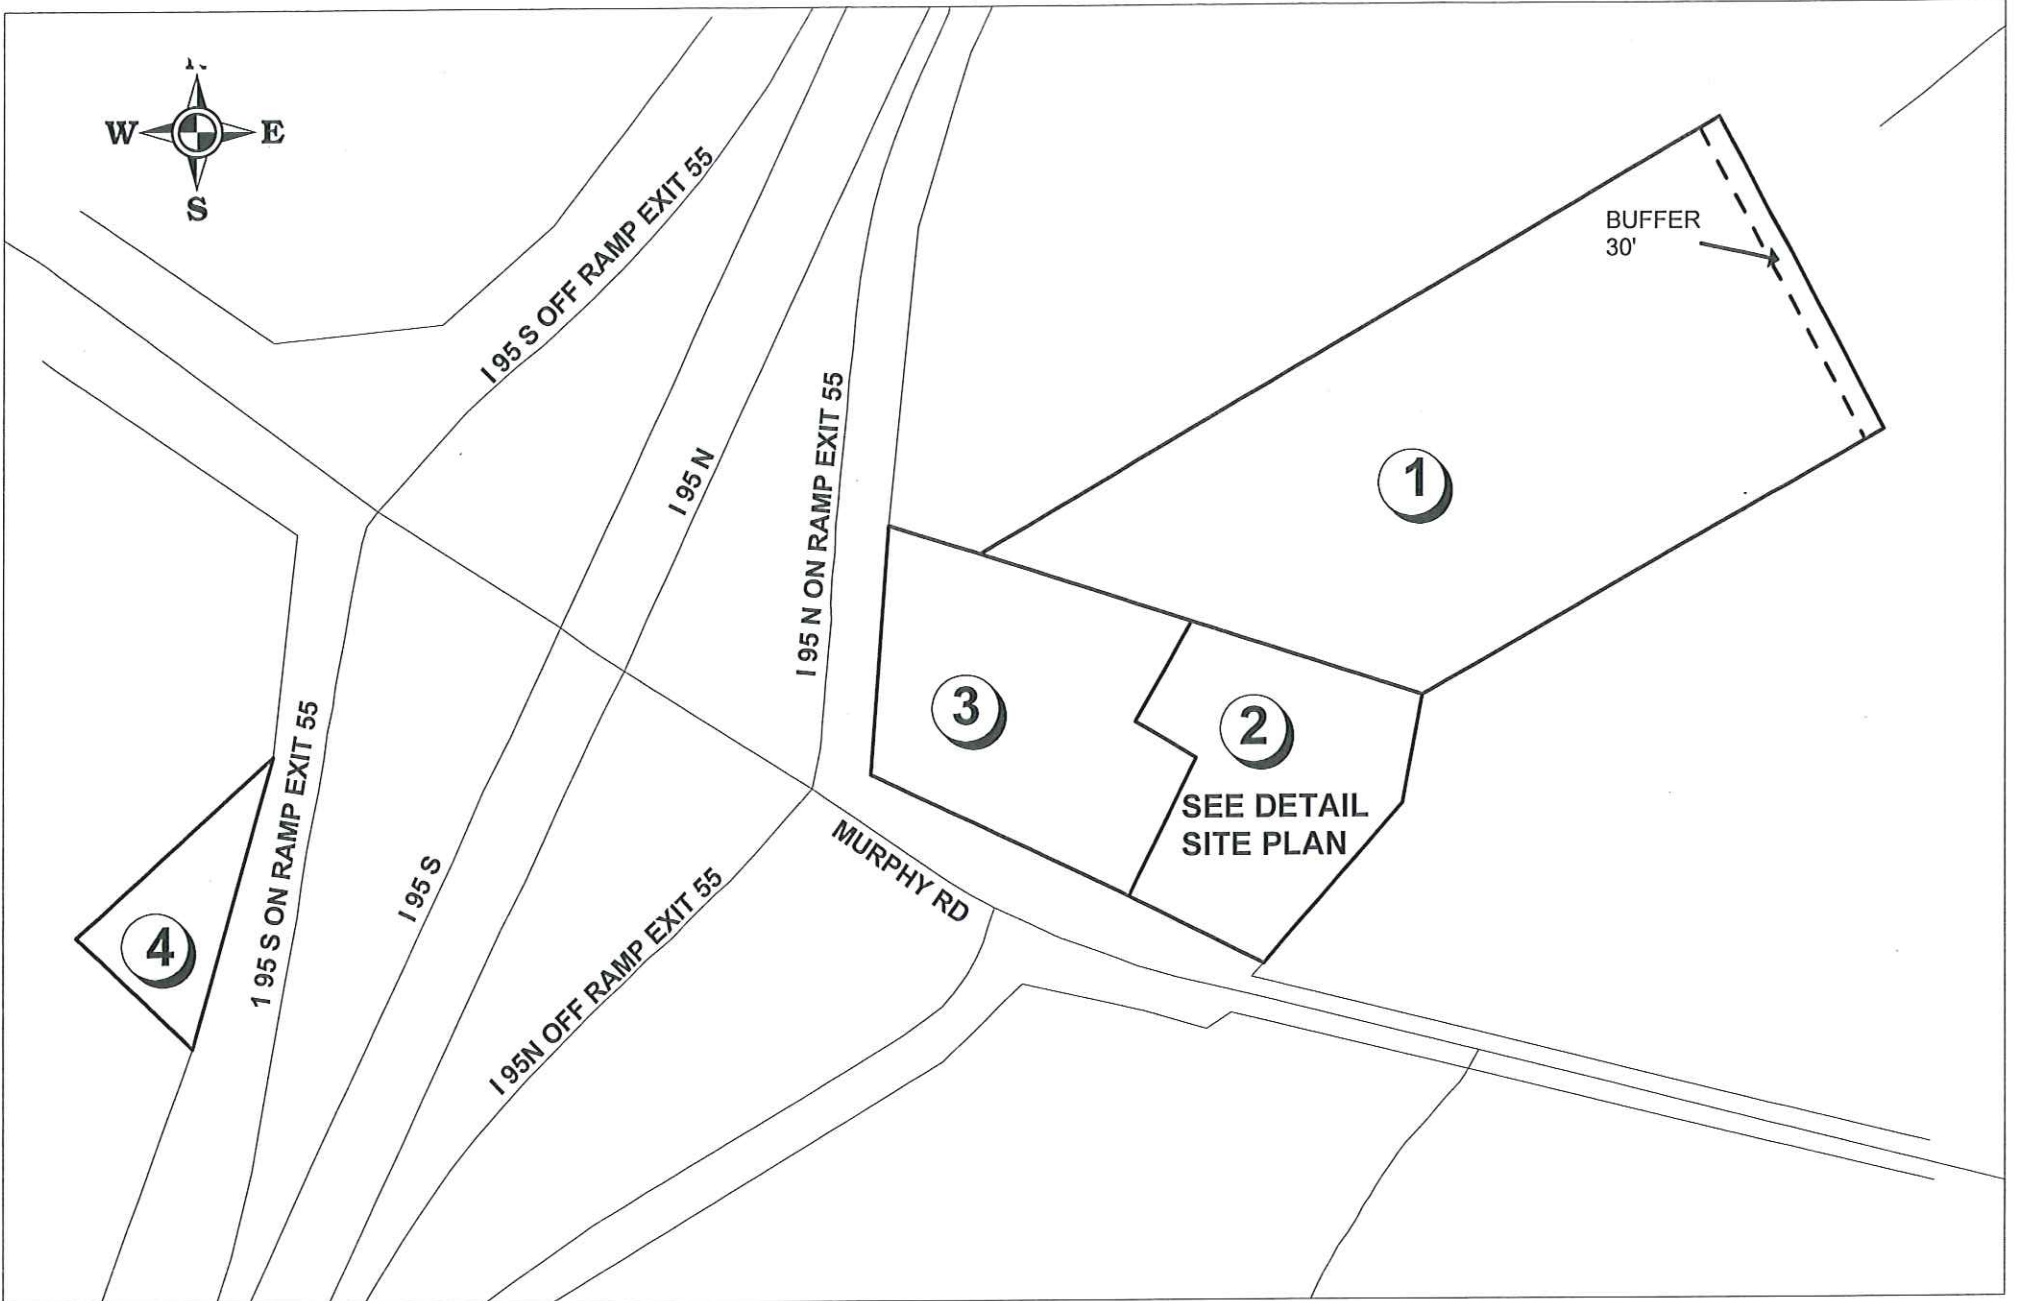 W
E
S
I 95 S OFF RAMP EXIT 55
BUFFER
30'
I 95 N
I 95 N ON RAMP EXIT 55
1
3
2
SEE DETAIL
SITE PLAN
4
1 95 S ON RAMP EXIT 55
I 95 S
MURPHY RD
I 95N OFF RAMP EXIT 55